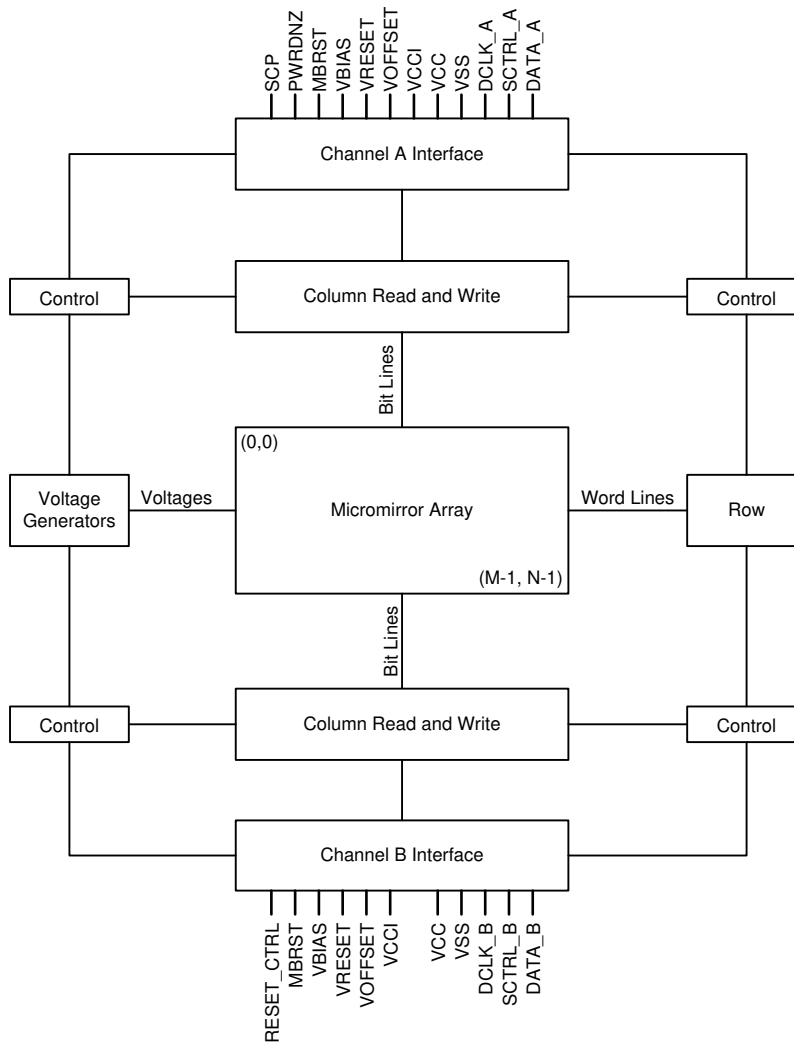 SCP
PWRDNZ
MBRST
VBIAS
VRESET
VOFFSET
VCCI
VCC
VSS
DCLK_A
SCTRL_A
DATA_A
Channel A Interface
Control
Column Read and Write
Control
Bit Lines
(0,0)
Voltage
Generators
Voltages
Micromirror Array
Word Lines
Row
(M-1, N-1)
Bit Lines
Control
Column Read and Write
Control
Channel B Interface
RESET_CTRL
MBRST
VBIAS
VRESET
VOFFSET
VCCI
VCC
VSS
DCLK_B
SCTRL_B
DATA_B